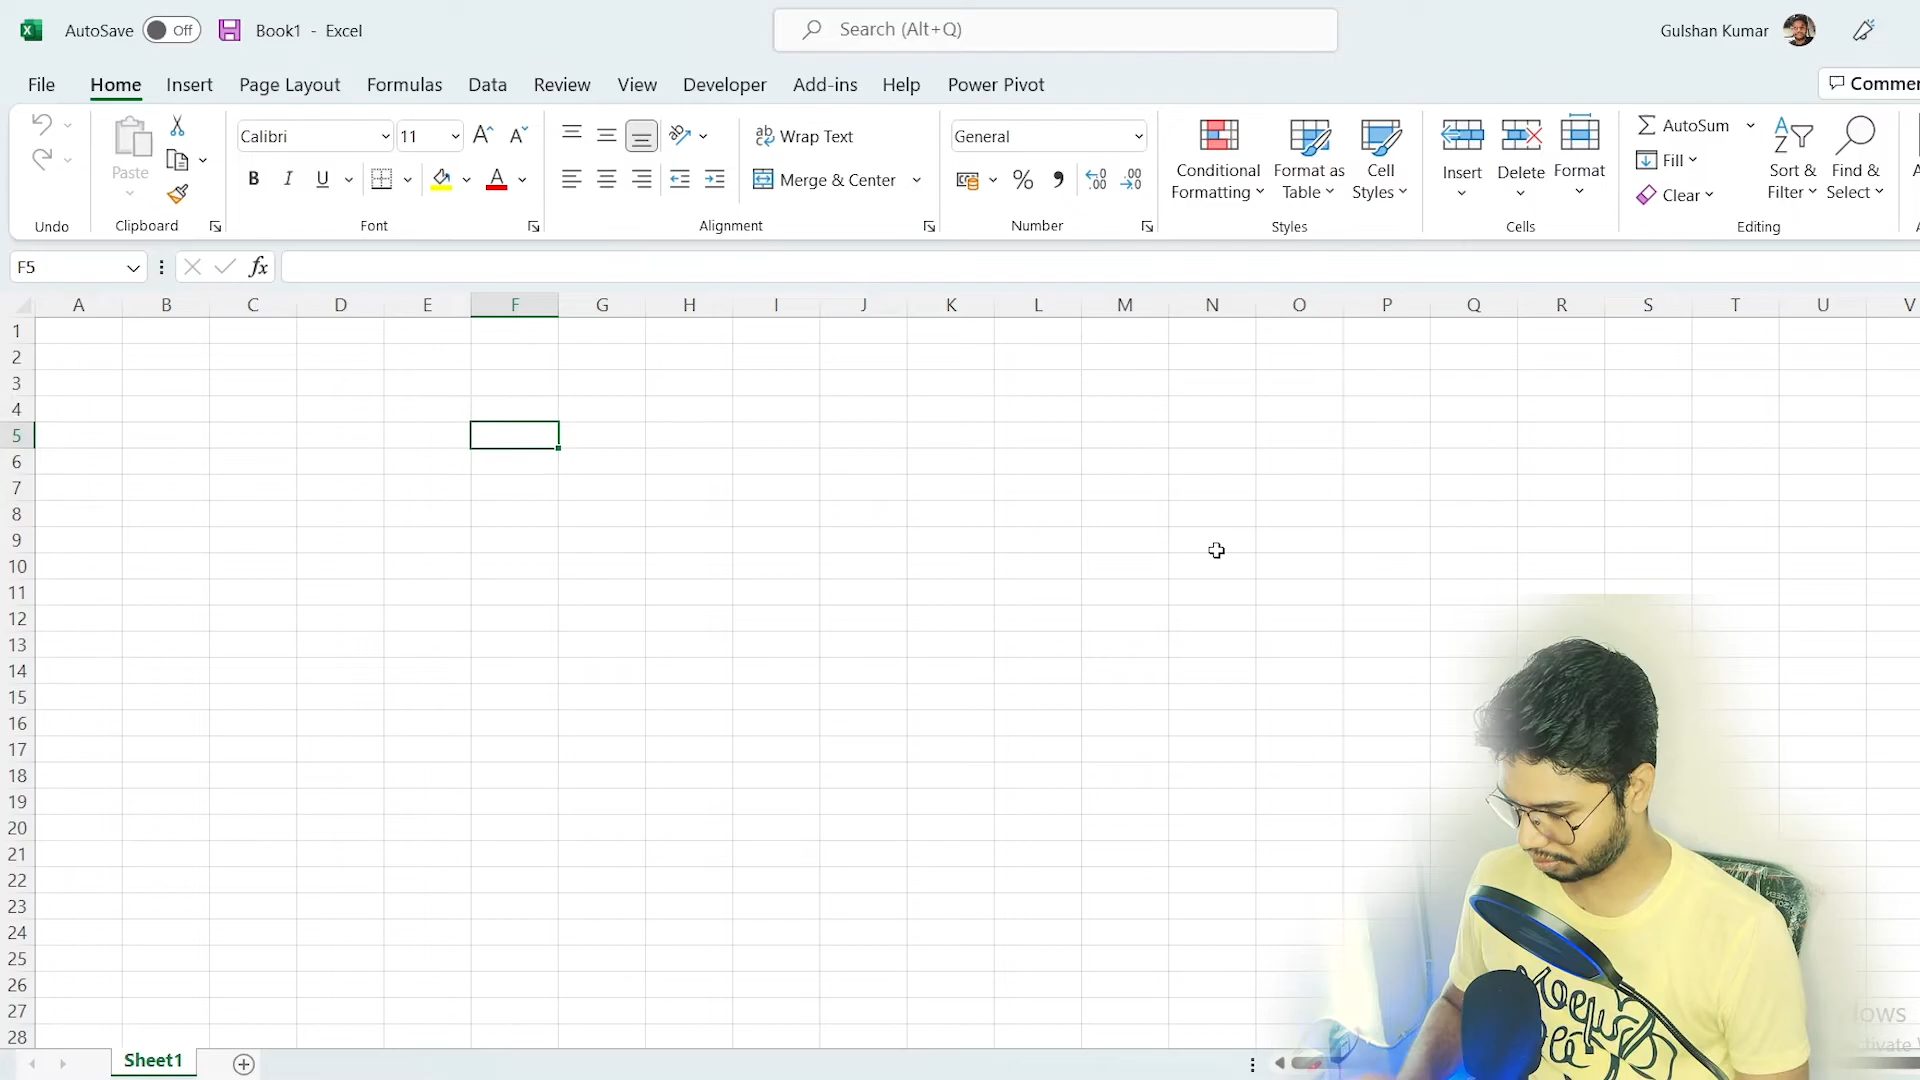 AutoSave Off Book1 - Excel Search (Alt+Q) Gulshan Kumar
File Home Insert Page Layout Formulas Data Review View Developer Add-ins Help Power Pivot Commen
Undo
Paste
Clipboard
Calibri 11
B I U A
Font
ab Wrap Text
Merge & Center
Alignment
General
% , .00 .00
Number
Conditional Formatting
Format as Table
Cell Styles
Styles
Insert
Delete
Format
Cells
AutoSum
Fill
Clear
Sort & Filter
Find & Select
Editing
F5 fx
A B C D E F G H I J K L M N O P Q R S T U V
1
2
3
4
5
6
7
8
9
10
11
12
13
14
15
16
17
18
19
20
21
22
23
24
25
26
27
28
Sheet1